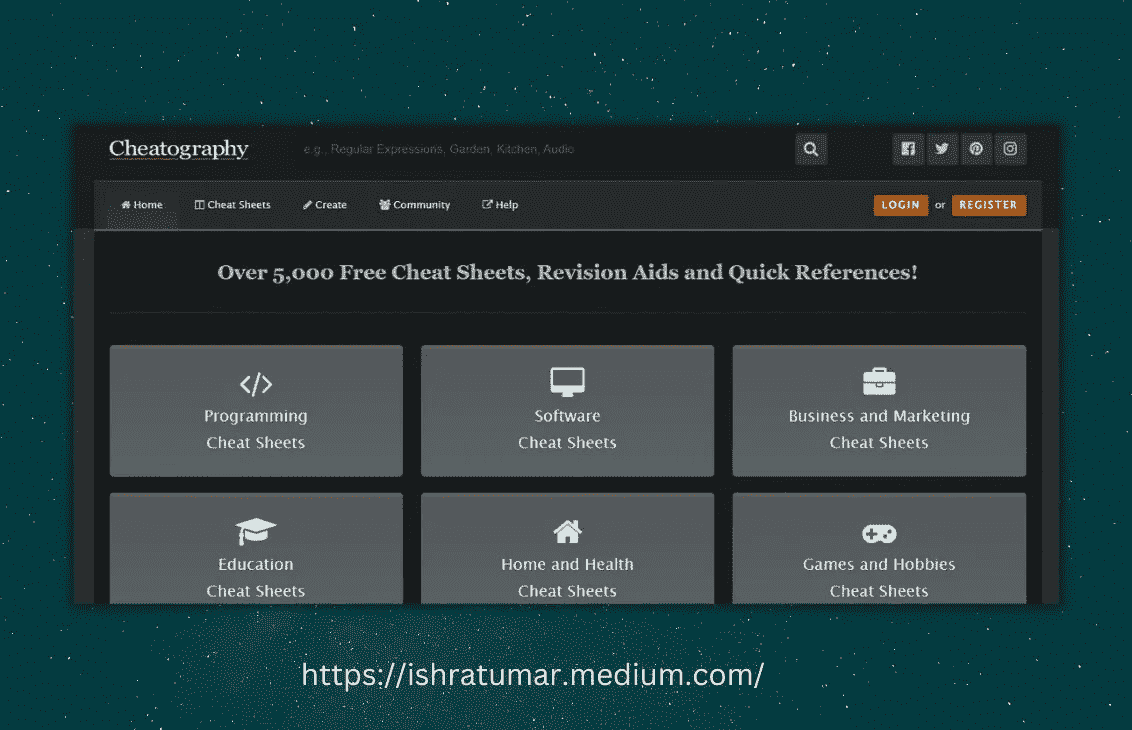 Cheatography
e.g., Regular Expressions, Garden, Kitchen, Audio
Home
Cheat Sheets
Create
Community
Help
LOGIN or REGISTER
Over 5,000 Free Cheat Sheets, Revision Aids and Quick References!
Programming
Cheat Sheets
Software
Cheat Sheets
Business and Marketing
Cheat Sheets
Education
Cheat Sheets
Home and Health
Cheat Sheets
Games and Hobbies
Cheat Sheets
https://ishratumar.medium.com/